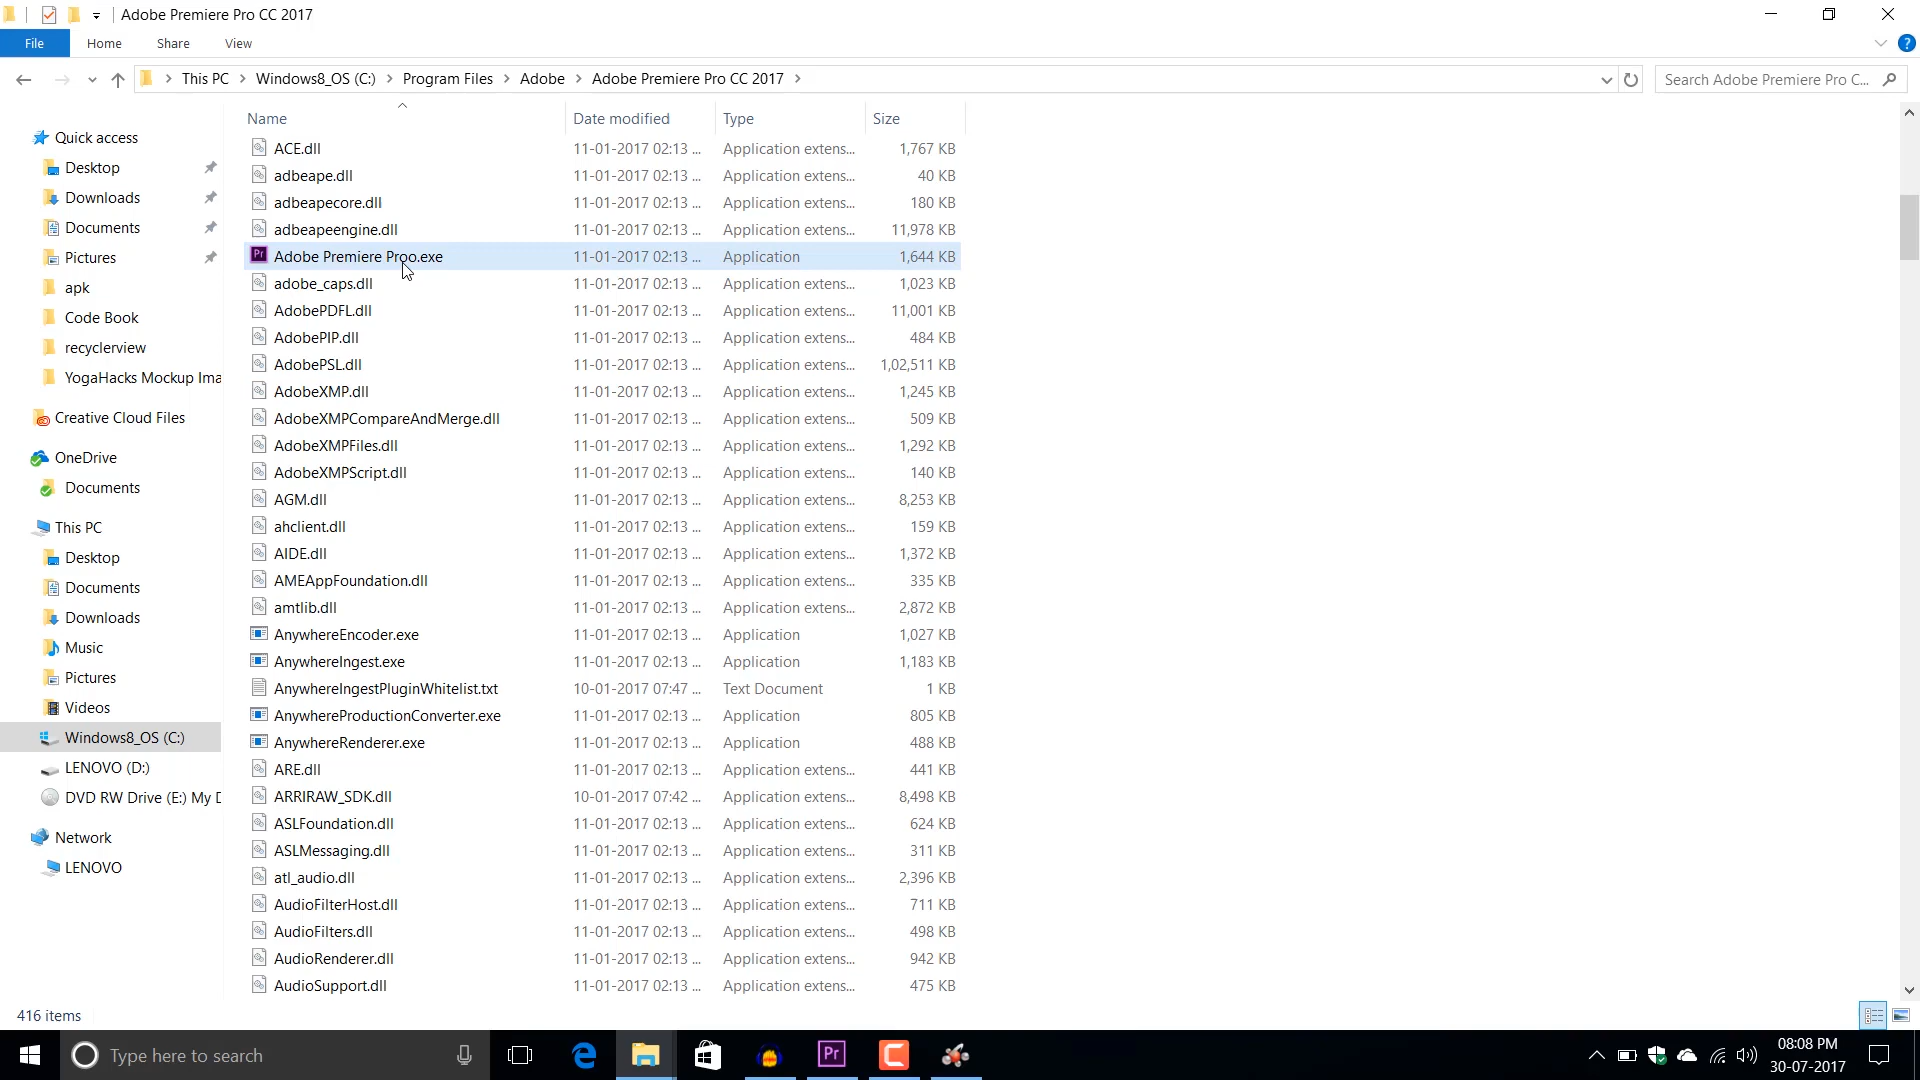 Adobe Premiere Pro CC 2017
File Home Share View
This PC Windows8_OS (C:) Program Files Adobe Adobe Premiere Pro CC 2017
Search Adobe Premiere Pro C...
Quick access
Desktop
Downloads
Documents
Pictures
apk
Code Book
recyclerview
YogaHacks Mockup Ima
Creative Cloud Files
OneDrive
Documents
This PC
Desktop
Documents
Downloads
Music
Pictures
Videos
Windows8_OS (C:)
LENOVO (D:)
DVD RW Drive (E:) My D
Network
LENOVO
Name Date modified Type Size
ACE.dll 11-01-2017 02:13 ... Application extens... 1,767 KB
adbeape.dll 11-01-2017 02:13 ... Application extens... 40 KB
adbeapecore.dll 11-01-2017 02:13 ... Application extens... 180 KB
adbeapeengine.dll 11-01-2017 02:13 ... Application extens... 11,978 KB
Adobe Premiere Proo.exe 11-01-2017 02:13 ... Application 1,644 KB
adobe_caps.dll 11-01-2017 02:13 ... Application extens... 1,023 KB
AdobePDFL.dll 11-01-2017 02:13 ... Application extens... 11,001 KB
AdobePIP.dll 11-01-2017 02:13 ... Application extens... 484 KB
AdobePSL.dll 11-01-2017 02:13 ... Application extens... 1,02,511 KB
AdobeXMP.dll 11-01-2017 02:13 ... Application extens... 1,245 KB
AdobeXMPCompareAndMerge.dll 11-01-2017 02:13 ... Application extens... 509 KB
AdobeXMPFiles.dll 11-01-2017 02:13 ... Application extens... 1,292 KB
AdobeXMPScript.dll 11-01-2017 02:13 ... Application extens... 140 KB
AGM.dll 11-01-2017 02:13 ... Application extens... 8,253 KB
ahclient.dll 11-01-2017 02:13 ... Application extens... 159 KB
AIDE.dll 11-01-2017 02:13 ... Application extens... 1,372 KB
AMEAppFoundation.dll 11-01-2017 02:13 ... Application extens... 335 KB
amtlib.dll 11-01-2017 02:13 ... Application extens... 2,872 KB
AnywhereEncoder.exe 11-01-2017 02:13 ... Application 1,027 KB
AnywhereIngest.exe 11-01-2017 02:13 ... Application 1,183 KB
AnywhereIngestPluginWhitelist.txt 10-01-2017 07:47 ... Text Document 1 KB
AnywhereProductionConverter.exe 11-01-2017 02:13 ... Application 805 KB
AnywhereRenderer.exe 11-01-2017 02:13 ... Application 488 KB
ARE.dll 11-01-2017 02:13 ... Application extens... 441 KB
ARRIRAW_SDK.dll 10-01-2017 07:42 ... Application extens... 8,498 KB
ASLFoundation.dll 11-01-2017 02:13 ... Application extens... 624 KB
ASLMessaging.dll 11-01-2017 02:13 ... Application extens... 311 KB
atl_audio.dll 11-01-2017 02:13 ... Application extens... 2,396 KB
AudioFilterHost.dll 11-01-2017 02:13 ... Application extens... 711 KB
AudioFilters.dll 11-01-2017 02:13 ... Application extens... 498 KB
AudioRenderer.dll 11-01-2017 02:13 ... Application extens... 942 KB
AudioSupport.dll 11-01-2017 02:13 ... Application extens... 475 KB
416 items
Type here to search
Pr
08:08 PM
30-07-2017